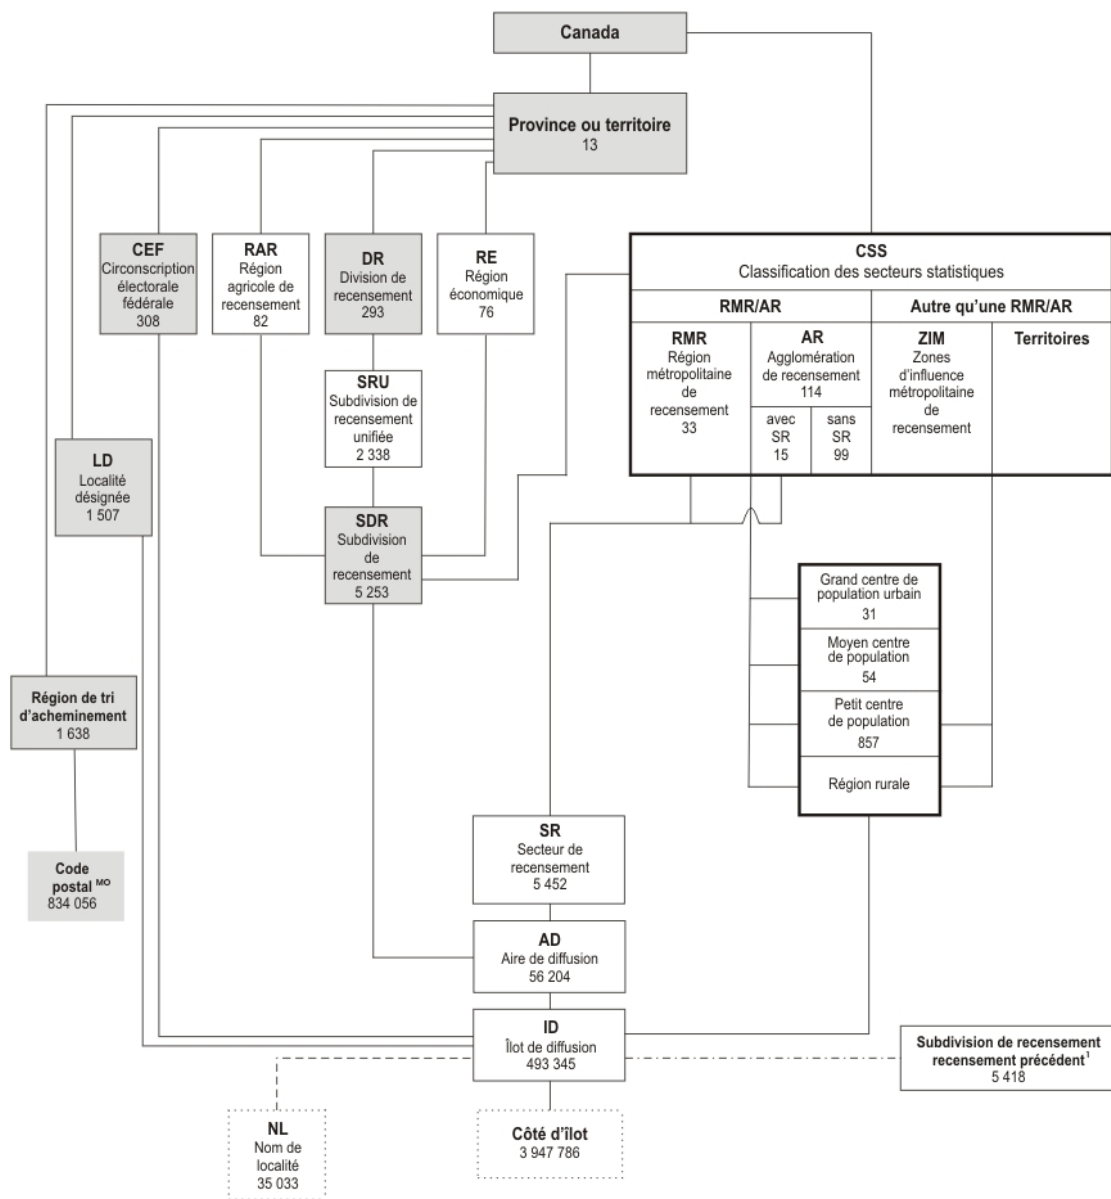 Canada
Province ou territoire
13
CEF
Circonscription
électorale
fédérale
308
RAR
Région
agricole de
recensement
82
DR
Division de
recensement
293
RE
Région
économique
76
CSS
Classification des secteurs statistiques
RMR/AR
Autre qu'une RMR/AR
RMR
Région
métropolitaine
de
recensement
33
AR
Agglomération
de recensement
114
avec
SR
15
sans
SR
99
ZIM
Zones
d'influence
métropolitaine
de
recensement
Territoires
SRU
Subdivision de
recensement
unifiée
2 338
LD
Localité
désignée
1 507
SDR
Subdivision
de
recensement
5 253
Grand centre de
population urbain
31
Moyen centre
de population
54
Petit centre
de population
857
Région rurale
Région de tri
d'acheminement
1 638
Code
postal MO
834 056
SR
Secteur de
recensement
5 452
AD
Aire de diffusion
56 204
ID
Îlot de diffusion
493 345
Subdivision de recensement
recensement précédent1
5 418
NL
Nom de
localité
35 033
Côté d'îlot
3 947 786